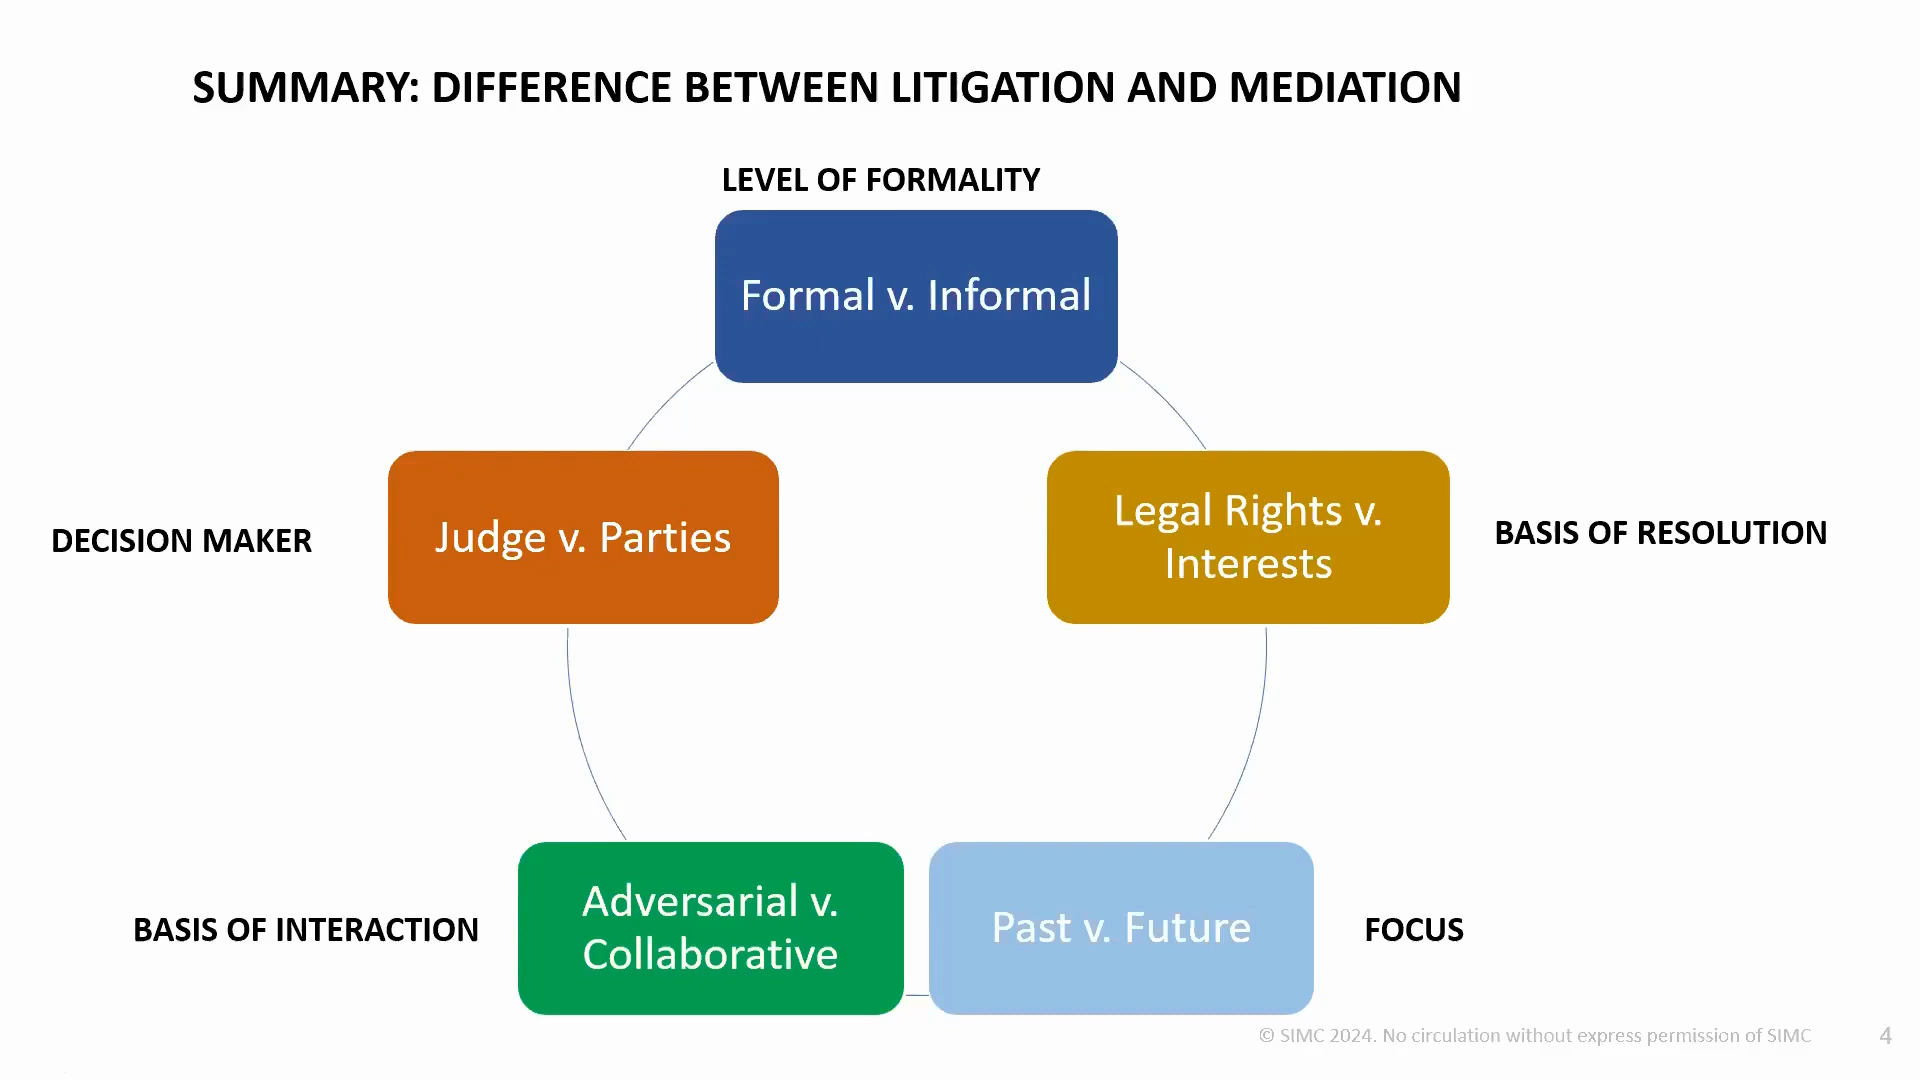 SUMMARY: DIFFERENCE BETWEEN LITIGATION AND MEDIATION
LEVEL OF FORMALITY
Formal v. Informal
DECISION MAKER
Judge v. Parties
Legal Rights v.
Interests
BASIS OF RESOLUTION
BASIS OF INTERACTION
Adversarial v.
Collaborative
Past v. Future
FOCUS
© SIMC 2024. No circulation without express permission of SIMC
4